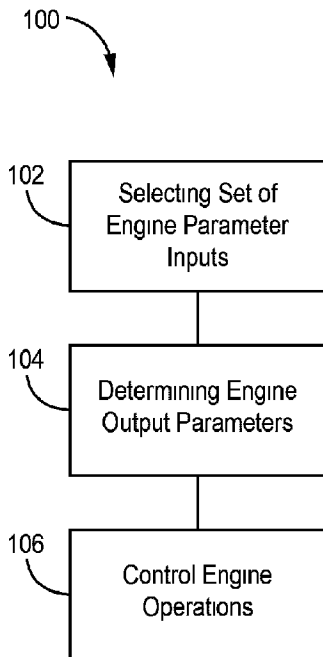 100
102
Selecting Set of
Engine Parameter
Inputs
104
Determining Engine
Output Parameters
106
Control Engine
Operations